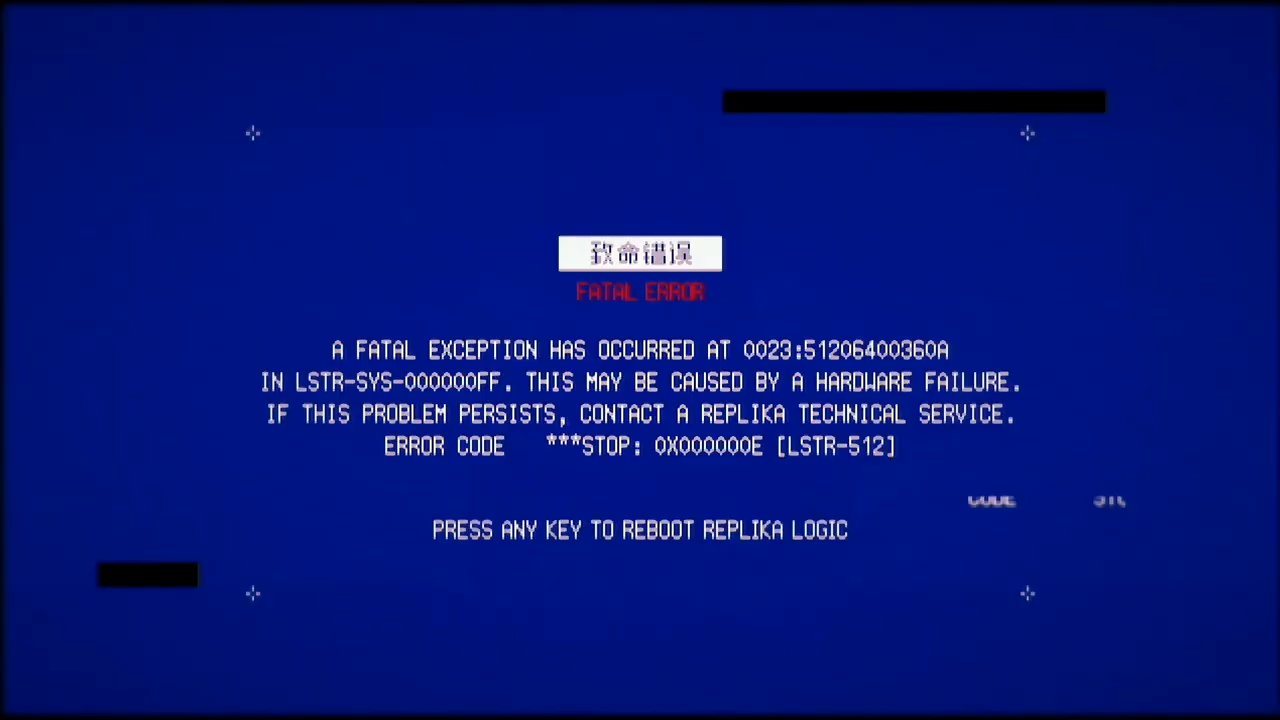 致命错误
FATAL ERROR
A FATAL EXCEPTION HAS OCCURRED AT 0023:51206400360A
IN LSTR-SYS-000000FF. THIS MAY BE CAUSED BY A HARDWARE FAILURE.
IF THIS PROBLEM PERSISTS, CONTACT A REPLIKA TECHNICAL SERVICE.
ERROR CODE ***STOP: 0X000000E [LSTR-512]
CODE
PRESS ANY KEY TO REBOOT REPLIKA LOGIC